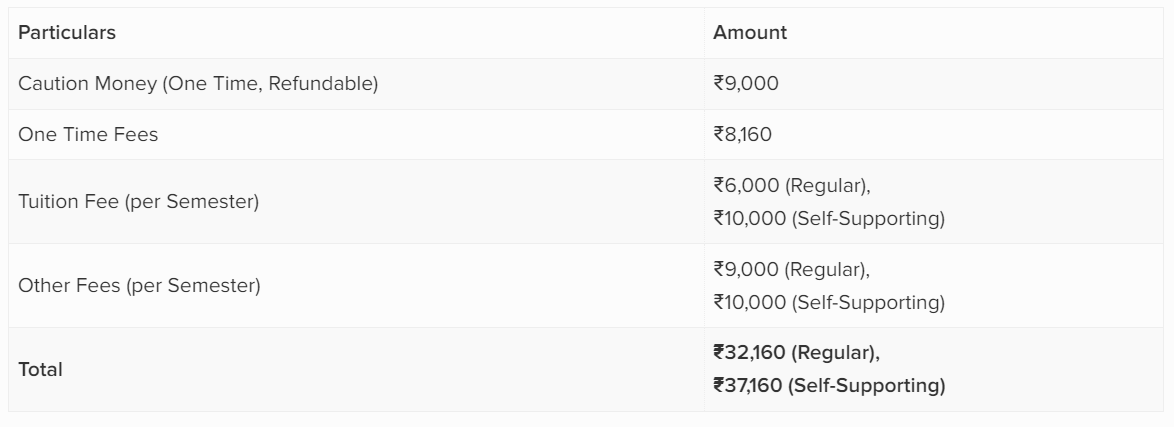 Particulars Amount
Caution Money (One Time, Refundable) ₹9,000
One Time Fees ₹8,160
Tuition Fee (per Semester) ₹6,000 (Regular),
₹10,000 (Self-Supporting)
Other Fees (per Semester) ₹9,000 (Regular),
₹10,000 (Self-Supporting)
Total ₹32,160 (Regular),
₹37,160 (Self-Supporting)